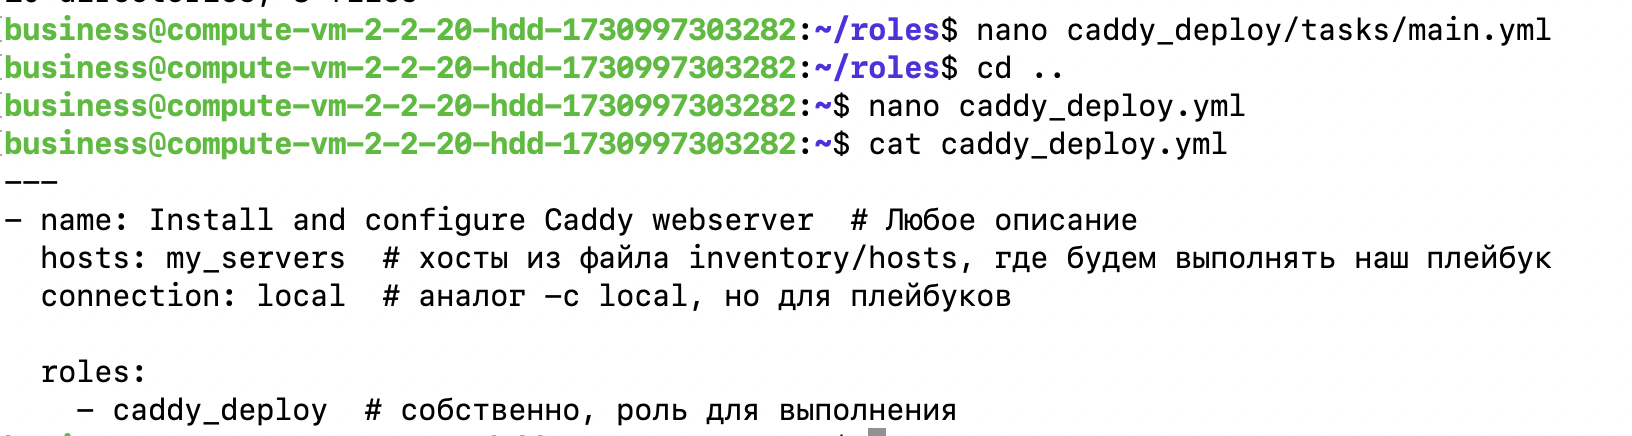 business@compute-vm-2-2-20-hdd-1730997303282:~/roles$ nano caddy_deploy/tasks/main.yml
business@compute-vm-2-2-20-hdd-1730997303282:~/roles$ cd ..
business@compute-vm-2-2-20-hdd-1730997303282:~$ nano caddy_deploy.yml
business@compute-vm-2-2-20-hdd-1730997303282:~$ cat caddy_deploy.yml
---
- name: Install and configure Caddy webserver  # Любое описание
  hosts: my_servers  # хосты из файла inventory/hosts, где будем выполнять наш плейбук
  connection: local  # аналог -c local, но для плейбуков
  roles:
    - caddy_deploy  # собственно, роль для выполнения